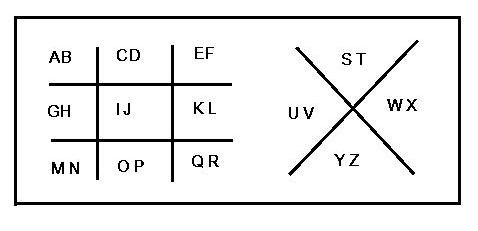 AB CD EF
GH IJ KL
MN OP QR
ST
UV WX
YZ